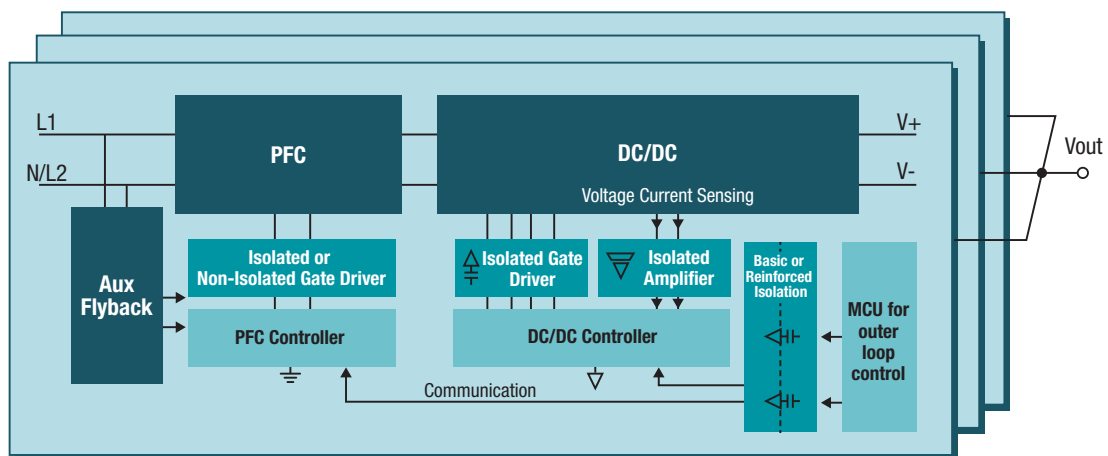 L1
N/L2
PFC
DC/DC
Voltage Current Sensing
V+
V-
Vout
Aux
Flyback
Isolated or
Non-Isolated Gate Driver
Isolated Gate
Driver
Isolated
Amplifier
Basic or
Reinforced
Isolation
MCU for
outer
loop
control
PFC Controller
DC/DC Controller
Communication